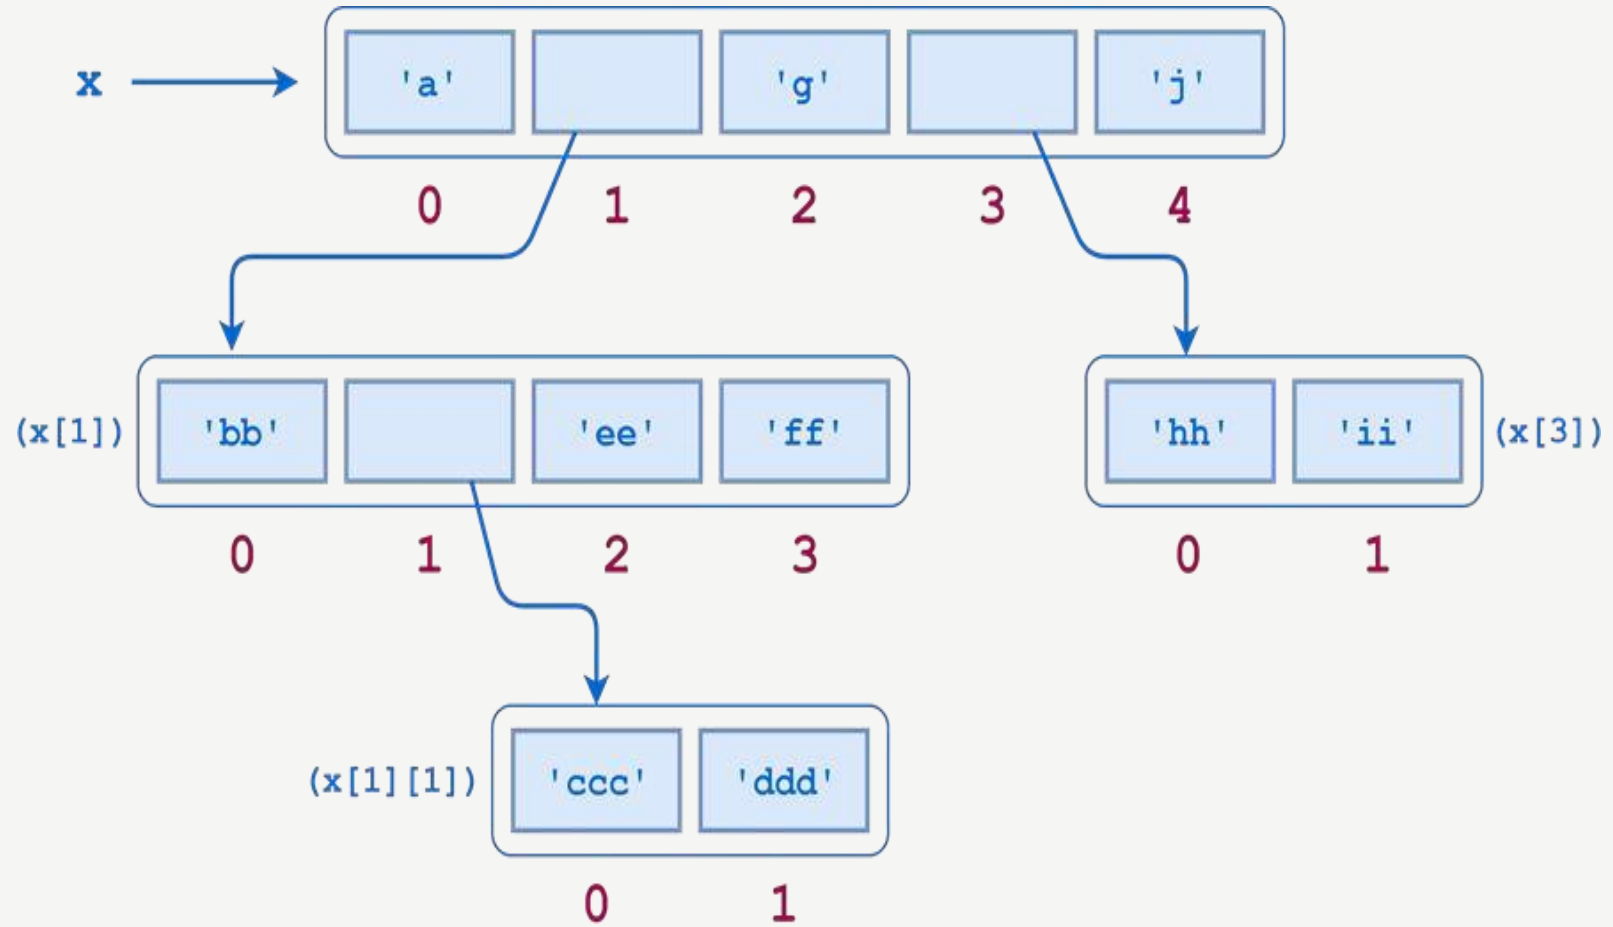 x 'a' 'g' 'j'
0 1 2 3 4
(x[1]) 'bb' 'ee' 'ff' 'hh' 'ii' (x[3])
0 1 2 3 0 1
(x[1][1]) 'ccc' 'ddd'
0 1